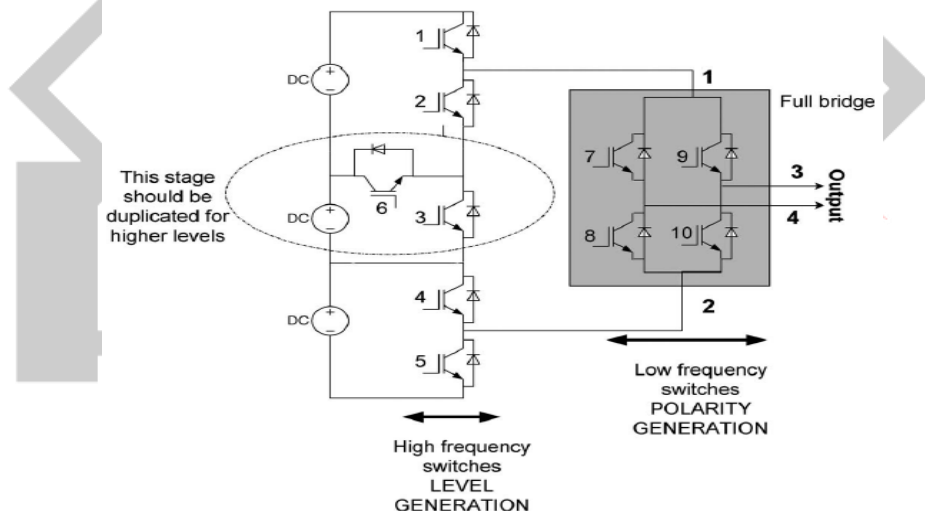 1
DC
+
−
2
1
Full bridge
This stage
should be
duplicated for
higher levels
6
DC
+
−
3
7
9
3
4
Output
8
10
DC
+
−
4
2
5
Low frequency
switches
POLARITY
GENERATION
High frequency
switches
LEVEL
GENERATION